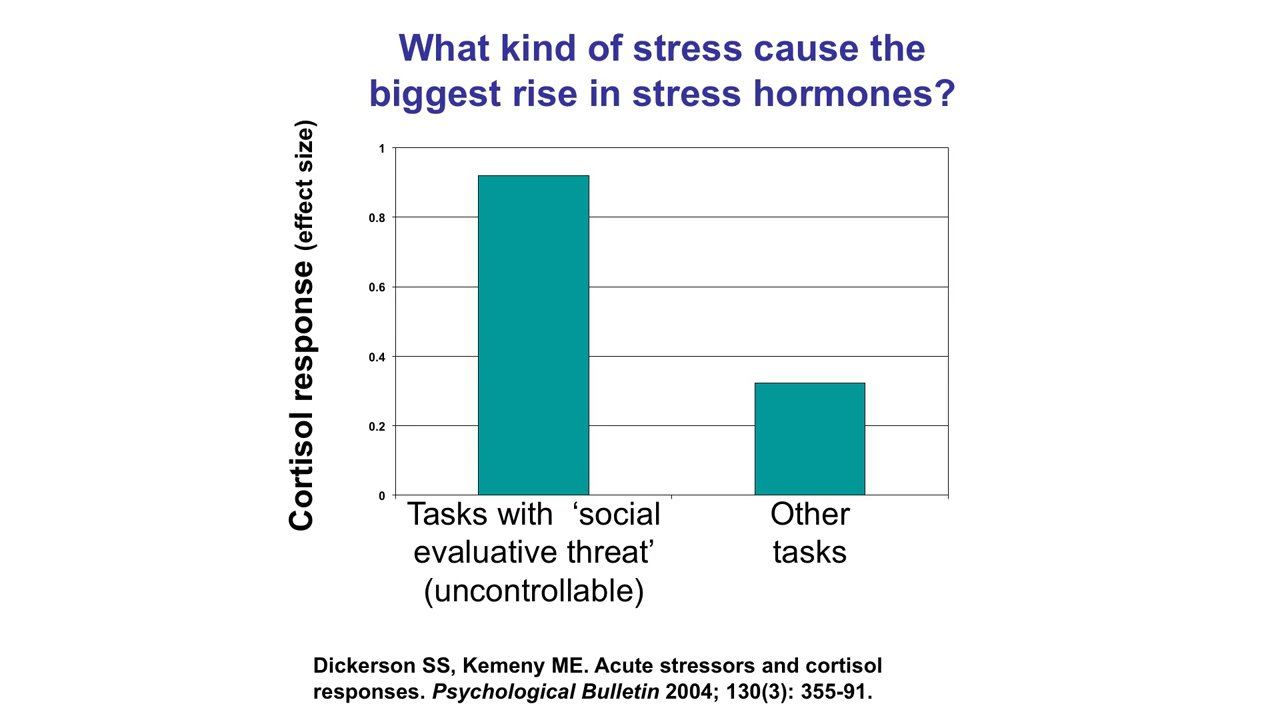 What kind of stress cause the
biggest rise in stress hormones?
Cortisol response (effect size)
1
0.8
0.6
0.4
0.2
0
Tasks with ‘social
evaluative threat’
(uncontrollable)
Other
tasks
Dickerson SS, Kemeny ME. Acute stressors and cortisol
responses. Psychological Bulletin 2004; 130(3): 355-91.